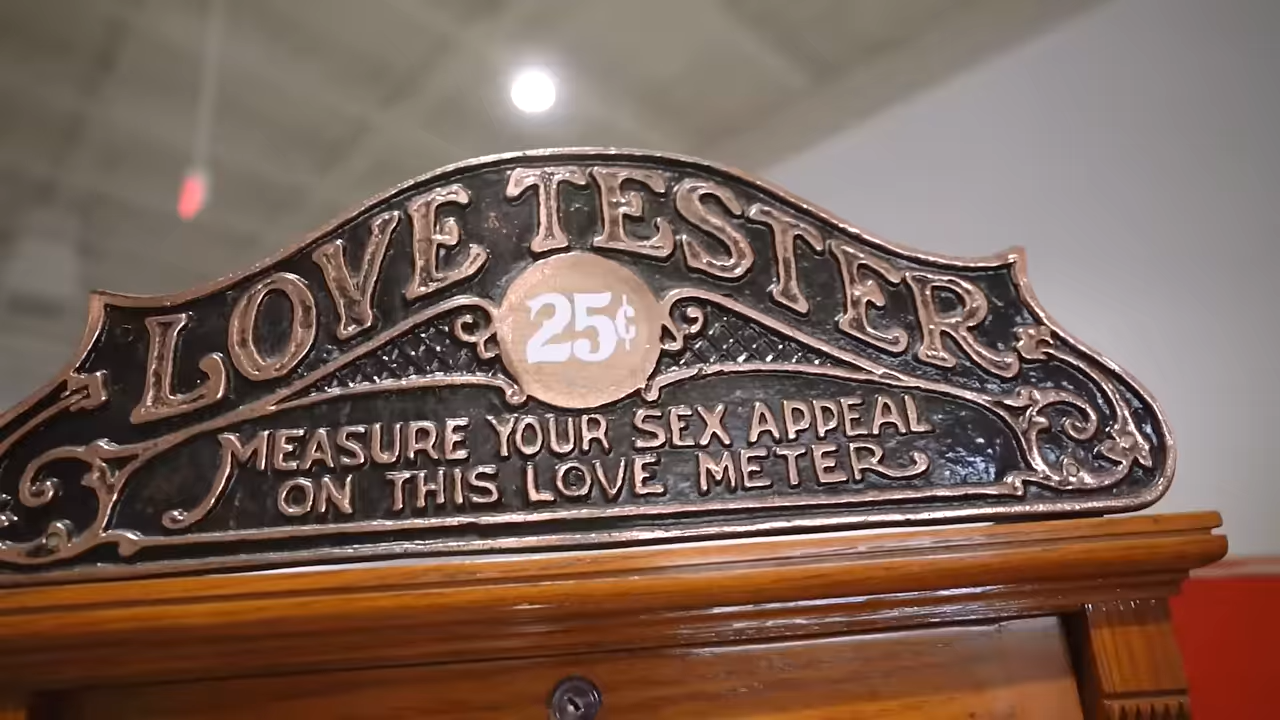 LOVE TESTER
25¢
MEASURE YOUR SEX APPEAL
ON THIS LOVE METER